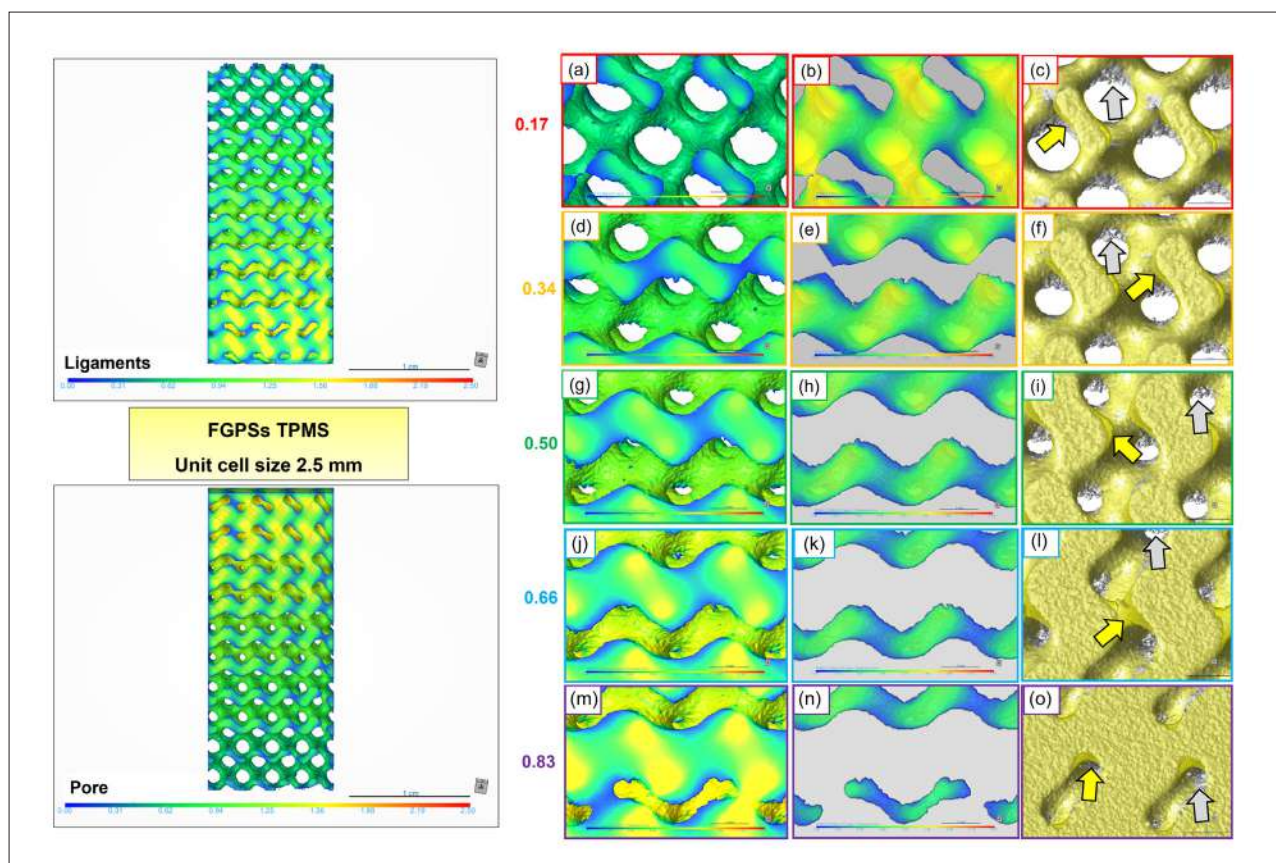 Ligaments
1 cm
0.00 0.31 0.62 0.94 1.25 1.56 1.88 2.19 2.50
FGPSs TPMS
Unit cell size 2.5 mm
Pore
1 cm
0.00 0.31 0.62 0.94 1.25 1.56 1.88 2.19 2.50
0.17
(a)
(b)
(c)
0.34
(d)
(e)
(f)
0.50
(g)
(h)
(i)
0.66
(j)
(k)
(l)
0.83
(m)
(n)
(o)